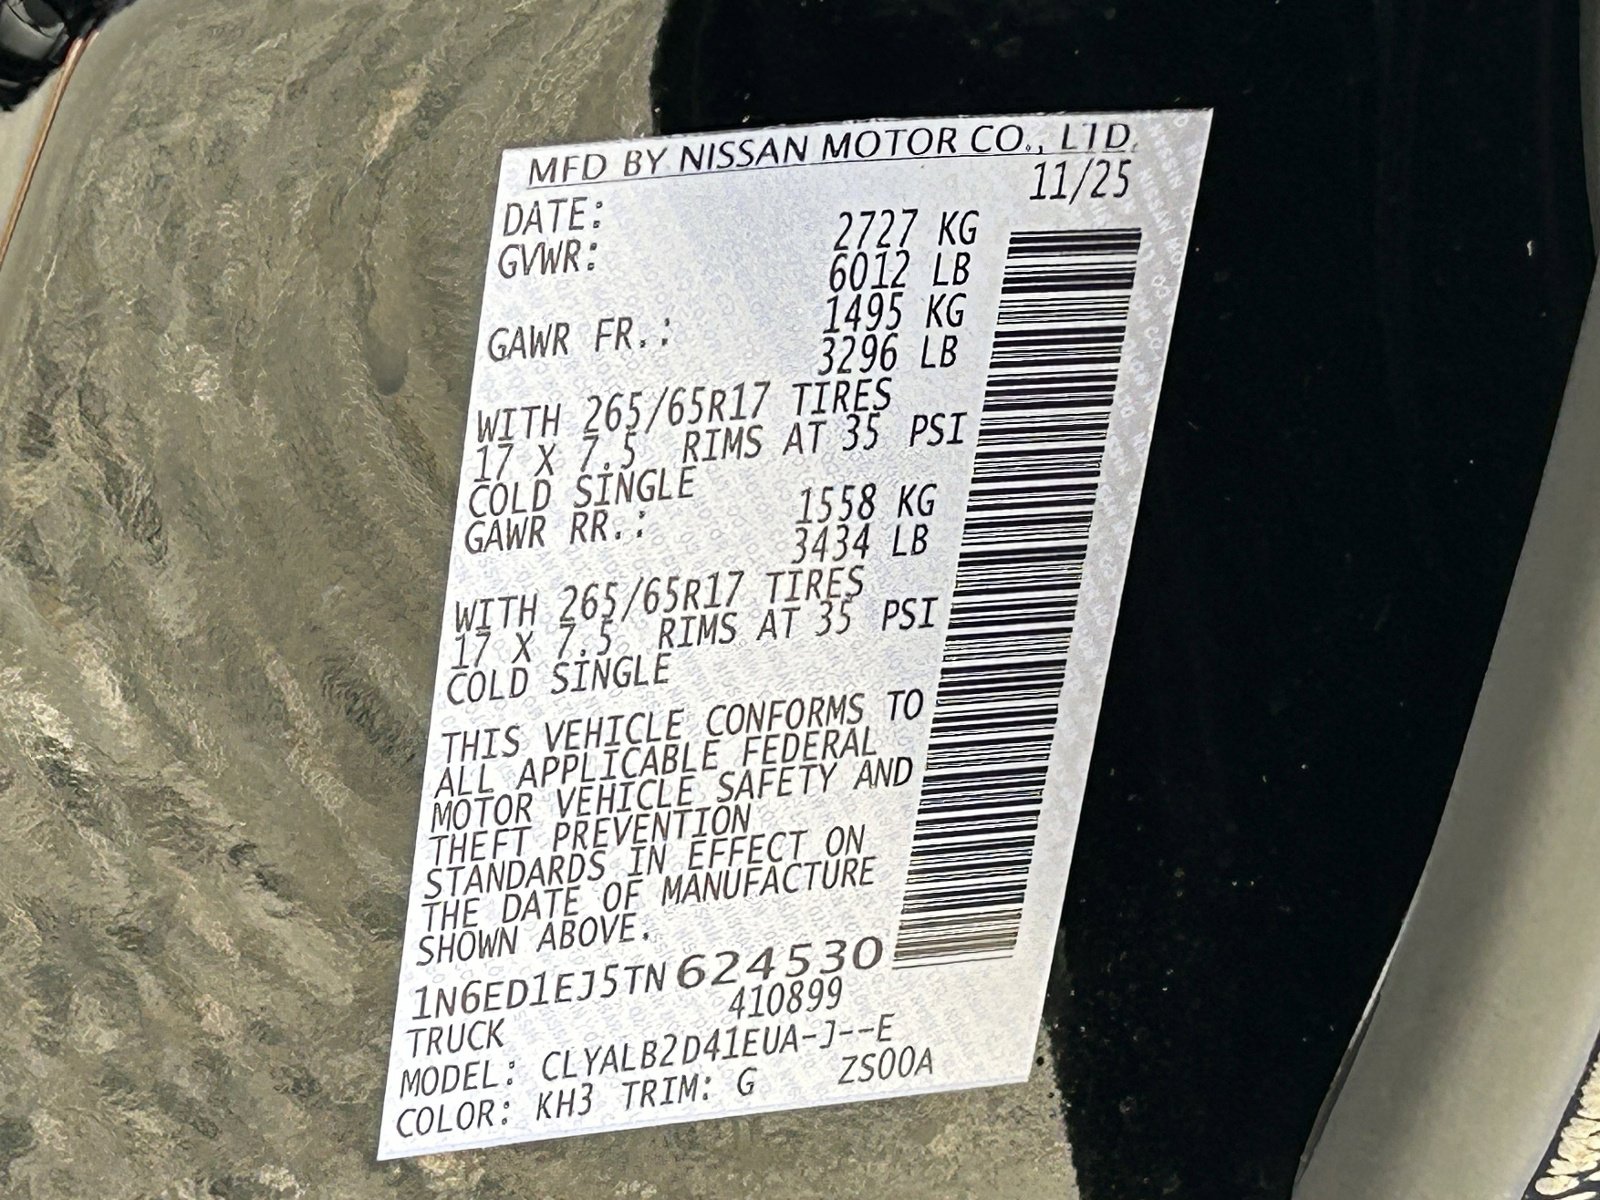 MFD BY NISSAN MOTOR CO., LTD.
DATE: 11/25
GVWR: 2727 KG
6012 LB
GAWR FR.: 1495 KG
3296 LB
WITH 265/65R17 TIRES
17 X 7.5 RIMS AT 35 PSI
COLD SINGLE
GAWR RR.: 1558 KG
3434 LB
WITH 265/65R17 TIRES
17 X 7.5 RIMS AT 35 PSI
COLD SINGLE
THIS VEHICLE CONFORMS TO
ALL APPLICABLE FEDERAL
MOTOR VEHICLE SAFETY AND
THEFT PREVENTION
STANDARDS IN EFFECT ON
THE DATE OF MANUFACTURE
SHOWN ABOVE.
1N6ED1EJ5TN624530
410899
TRUCK
MODEL: CLYALB2D41EUA-J--E
COLOR: KH3 TRIM: G ZS00A